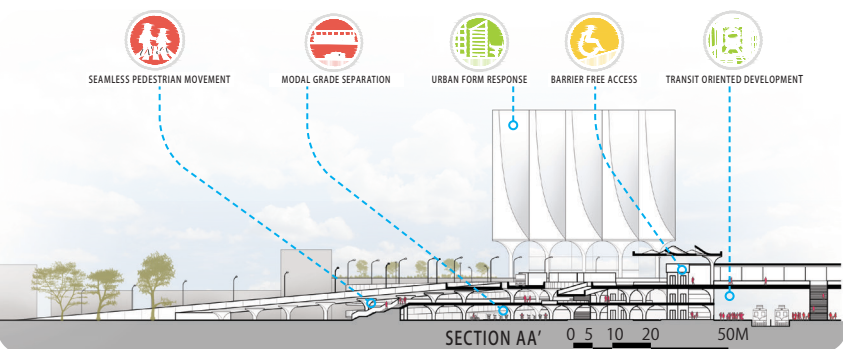 SEAMLESS PEDESTRIAN MOVEMENT
MODAL GRADE SEPARATION
URBAN FORM RESPONSE
BARRIER FREE ACCESS
TRANSIT ORIENTED DEVELOPMENT
SECTION AA' 0 5 10 20 50M